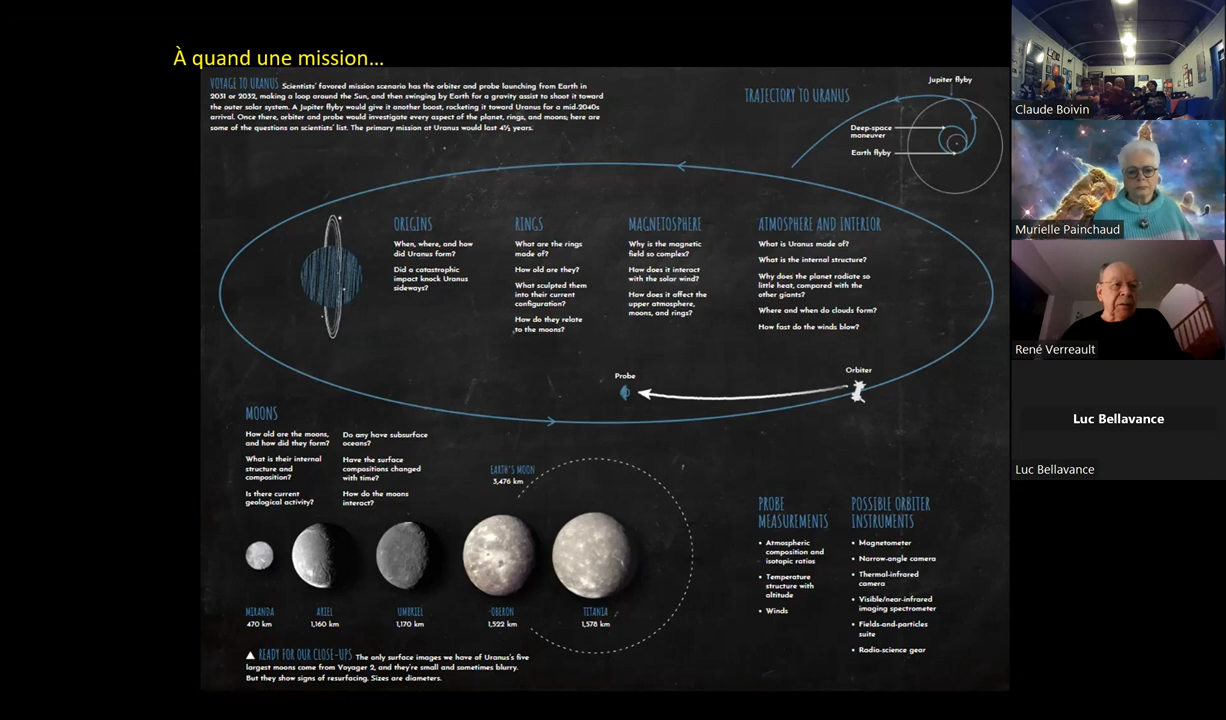 À quand une mission...
VOYAGE TO URANUS Scientists' favored mission scenario has the orbiter and probe launching from Earth in
2031 or 2032, making a loop around the Sun, and then swinging by Earth for a gravity assist to shoot it toward
the outer solar system. A Jupiter flyby would give it another boost, rocketing it toward Uranus for a mid-2040s
arrival. Once there, orbiter and probe would investigate every aspect of the planet, rings, and moons; here are
some of the questions on scientists' list. The primary mission at Uranus would last 4½ years.
TRAJECTORY TO URANUS
Jupiter flyby
Deep-space
maneuver
Earth flyby
ORIGINS
When, where, and how
did Uranus form?
Did a catastrophic
impact knock Uranus
sideways?
RINGS
What are the rings
made of?
How old are they?
What sculpted them
into their current
configuration?
How do they relate
to the moons?
MAGNETOSPHERE
Why is the magnetic
field so complex?
How does it interact
with the solar wind?
How does it affect the
upper atmosphere,
moons, and rings?
ATMOSPHERE AND INTERIOR
What is Uranus made of?
What is the internal structure?
Why does the planet radiate so
little heat, compared with the
other giants?
Where and when do clouds form?
How fast do the winds blow?
Probe
Orbiter
MOONS
How old are the moons,
and how did they form?
What is their internal
structure and
composition?
Is there current
geological activity?
Do any have subsurface
oceans?
Have the surface
compositions changed
with time?
How do the moons
interact?
EARTH'S MOON
3,476 km
MIRANDA
470 km
ARIEL
1,160 km
UMBRIEL
1,170 km
OBERON
1,522 km
TITANIA
1,578 km
READY FOR OUR CLOSE-UPS The only surface images we have of Uranus's five
largest moons come from Voyager 2, and they're small and sometimes blurry.
But they show signs of resurfacing. Sizes are diameters.
PROBE
MEASUREMENTS
• Atmospheric
composition and
isotopic ratios
• Temperature
structure with
altitude
• Winds
POSSIBLE ORBITER
INSTRUMENTS
• Magnetometer
• Narrow-angle camera
• Thermal-infrared
camera
• Visible/near-infrared
imaging spectrometer
• Fields-and-particles
suite
• Radio-science gear
Claude Boivin
Murielle Painchaud
René Verreault
Luc Bellavance
Luc Bellavance